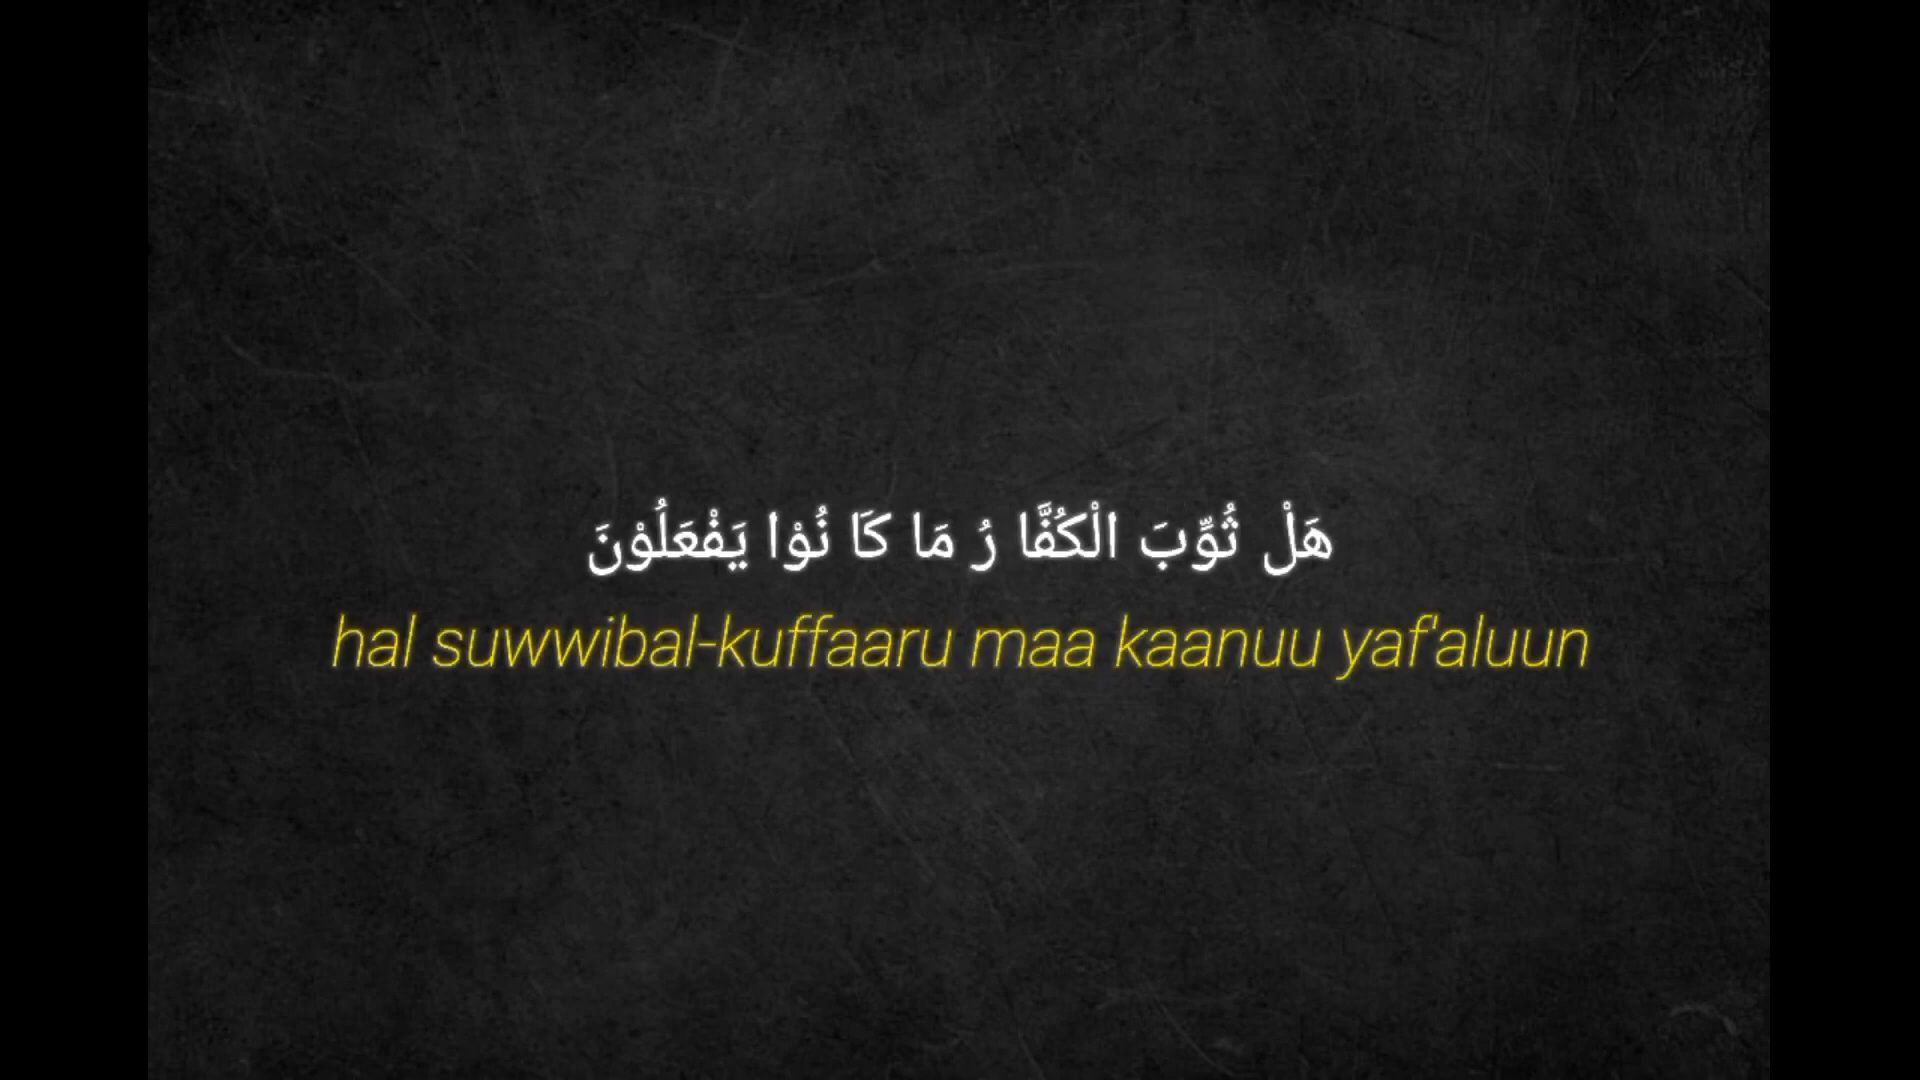 هَلْ ثُوِّبَ الْكُفَّا رُ مَا كَا نُوْا يَفْعَلُوْنَ
hal suwwibal-kuffaaru maa kaanuu yaf'aluun